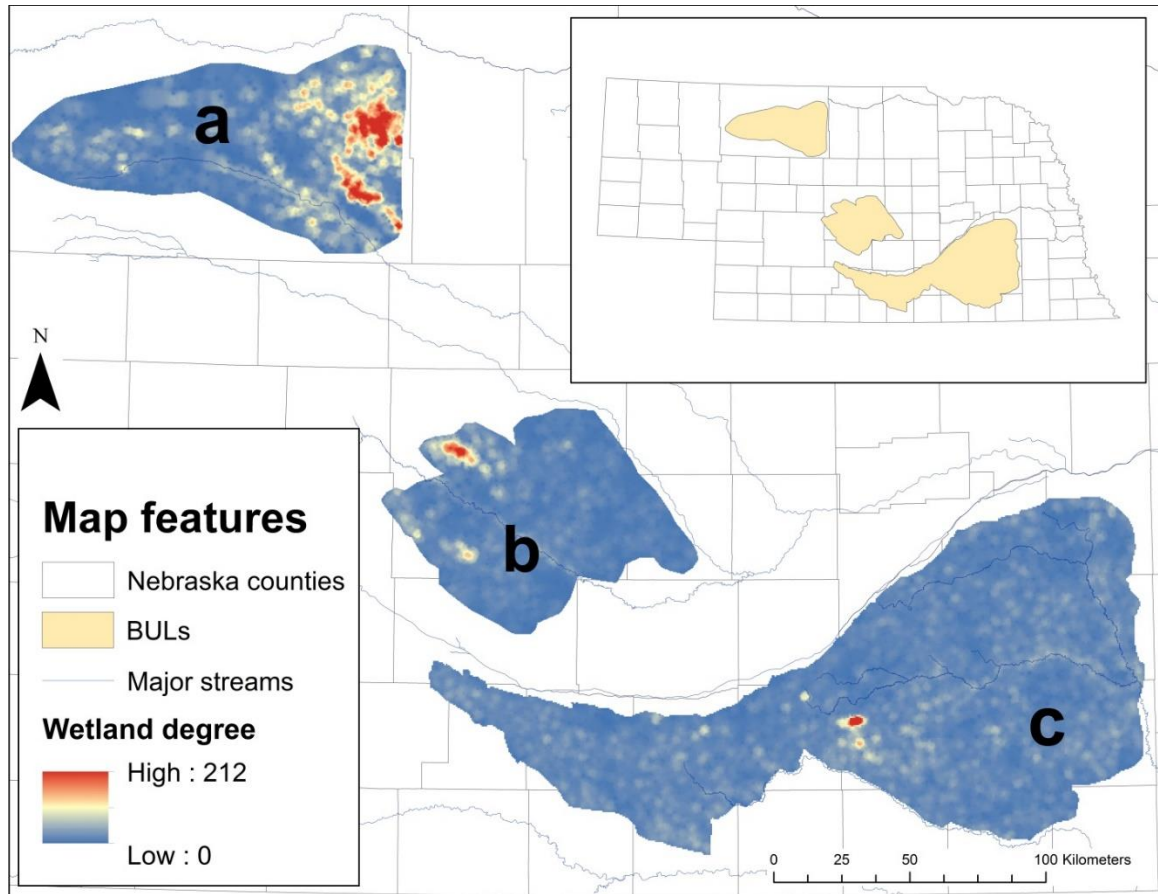 a
b
c
N
Map features
Nebraska counties
BULs
Major streams
Wetland degree
High : 212
Low : 0
0 25 50 100 Kilometers